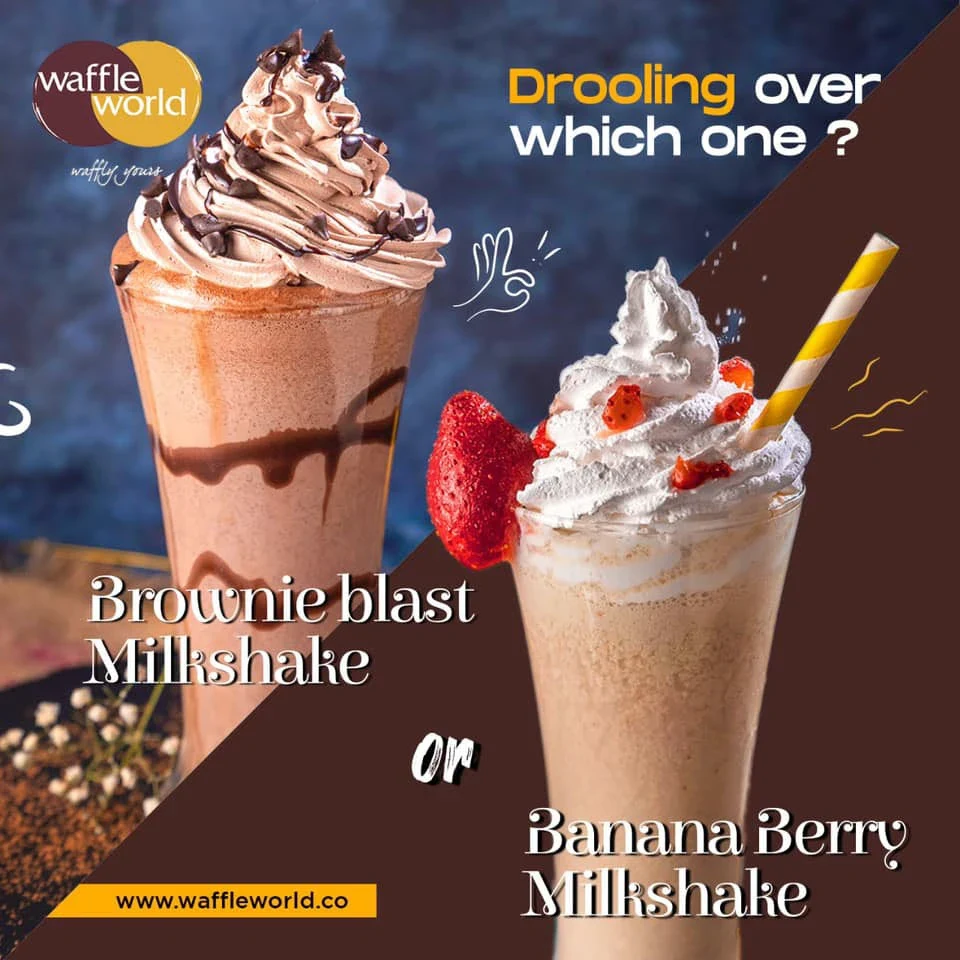 waffle
world
waffly yours
Drooling over
which one ?
Brownie blast
Milkshake
or
Banana Berry
Milkshake
www.waffleworld.co